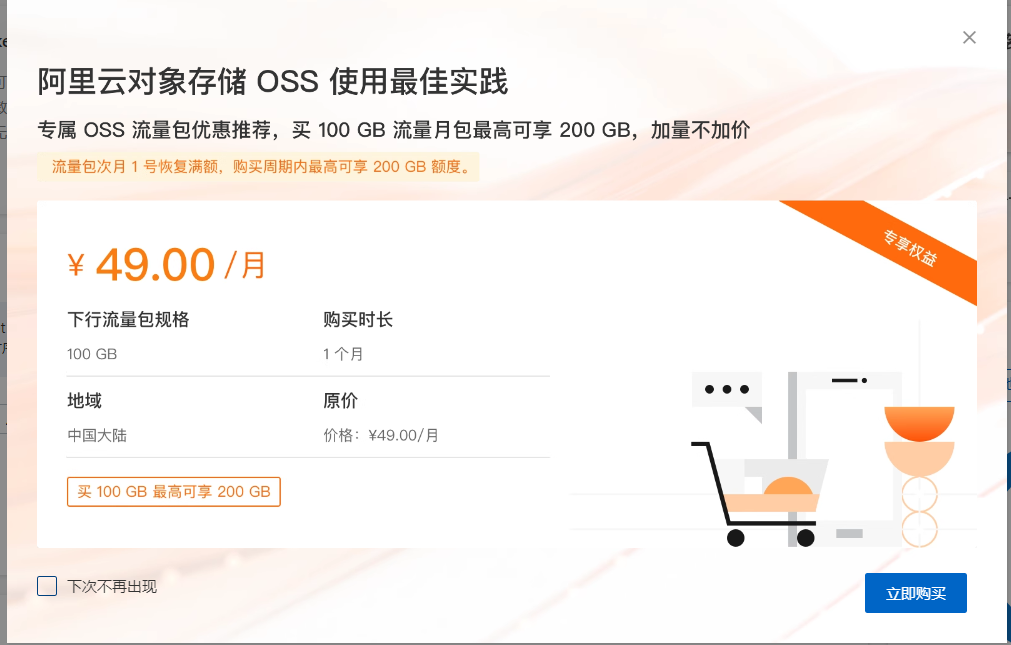 阿里云对象存储 OSS 使用最佳实践
专属 OSS 流量包优惠推荐，买 100 GB 流量月包最高可享 200 GB，加量不加价
流量包次月 1 号恢复满额，购买周期内最高可享 200 GB 额度。
专享权益
¥ 49.00 /月
下行流量包规格 购买时长
100 GB 1 个月
地域 原价
中国大陆 价格：¥49.00/月
买 100 GB 最高可享 200 GB
下次不再出现
立即购买